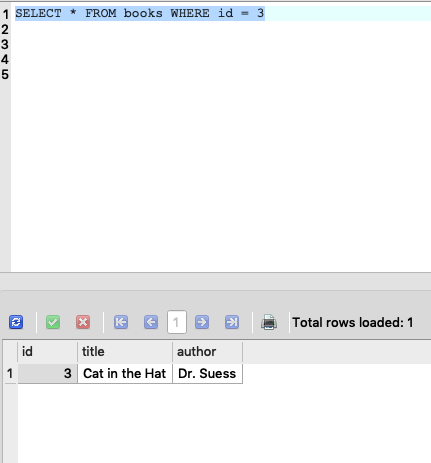 1 SELECT * FROM books WHERE id = 3
2
3
4
5
1 Total rows loaded: 1
id title author
1 3 Cat in the Hat Dr. Suess